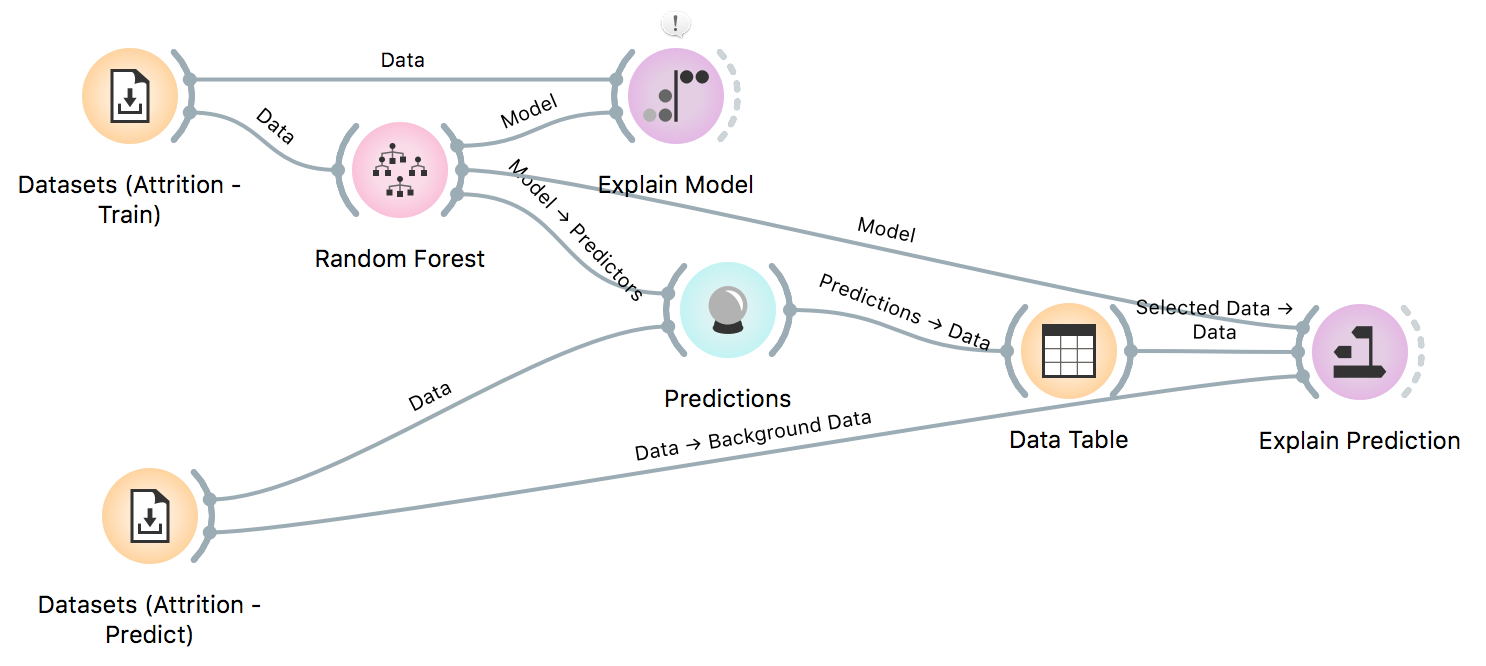 !
Data
Data
Model
Datasets (Attrition -
Train)
Explain Model
Random Forest
Model → Predictors
Model
Predictions → Data
Selected Data →
Data
Predictions
Data
Data → Background Data
Data Table
Explain Prediction
Datasets (Attrition -
Predict)